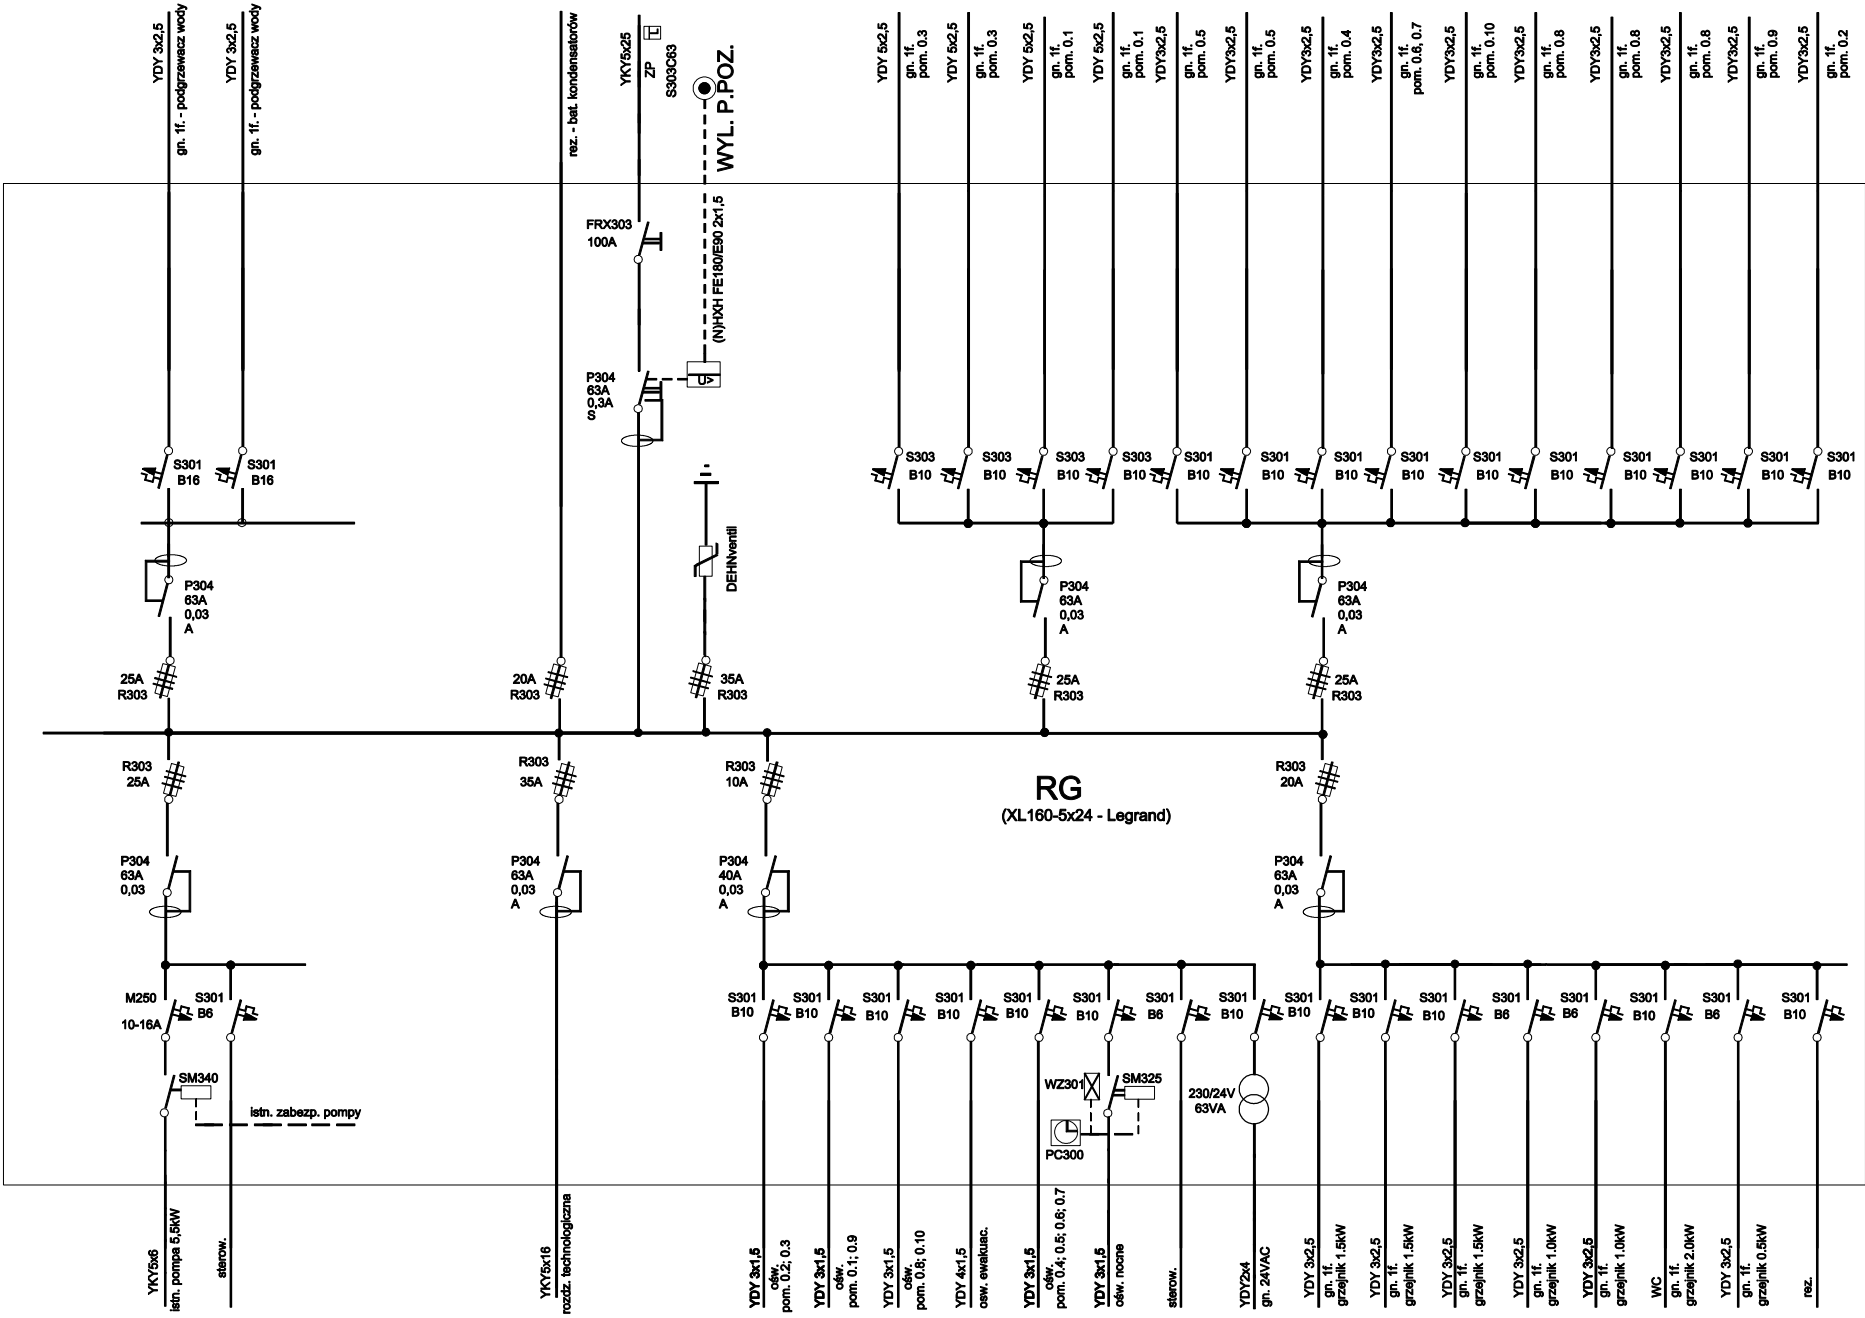 YDY 3x2,5
gn. 1f. - podgrzewacz wody
YDY 3x2,5
gn. 1f. - podgrzewacz wody
rez. - bat. kondensatorów
YKY5x25
ZP
L
S303C63
WYL. P.POZ.
YDY 5x2,5
gn. 1f.
pom. 0.3
YDY 5x2,5
gn. 1f.
pom. 0.3
YDY 5x2,5
gn. 1f.
pom. 0.1
YDY 5x2,5
gn. 1f.
pom. 0.1
YDY3x2,5
gn. 1f.
pom. 0.5
YDY3x2,5
gn. 1f.
pom. 0.5
YDY3x2,5
gn. 1f.
pom. 0.4
YDY3x2,5
gn. 1f.
pom. 0.6, 0.7
YDY3x2,5
gn. 1f.
pom. 0.10
YDY3x2,5
gn. 1f.
pom. 0.8
YDY3x2,5
gn. 1f.
pom. 0.8
YDY3x2,5
gn. 1f.
pom. 0.8
YDY3x2,5
gn. 1f.
pom. 0.9
YDY3x2,5
gn. 1f.
pom. 0.2
FRX303
100A
(N)HXH FE180/E90 2x1,5
P304
63A
0,3A
S
U>
S301
B16
S301
B16
S303
B10
S303
B10
S303
B10
S303
B10
S301
B10
S301
B10
S301
B10
S301
B10
S301
B10
S301
B10
S301
B10
S301
B10
S301
B10
S301
B10
DEHNventil
P304
63A
0,03
A
P304
63A
0,03
A
P304
63A
0,03
A
25A
R303
20A
R303
35A
R303
25A
R303
25A
R303
R303
25A
R303
35A
R303
10A
R303
20A
RG
(XL160-5x24 - Legrand)
P304
63A
0,03
P304
63A
0,03
A
P304
40A
0,03
A
P304
63A
0,03
A
M250
10-16A
S301
B6
S301
B10
S301
B10
S301
B10
S301
B10
S301
B10
S301
B10
S301
B6
S301
B10
S301
B10
S301
B10
S301
B10
S301
B6
S301
B6
S301
B10
S301
B6
S301
B10
SM340
istn. zabezp. pompy
WZ301
SM325
PC300
230/24V
63VA
YKY5x6
istn. pompa 5,5kW
sterow.
YKY5x16
rozdz. technologiczna
YDY 3x1,5
ośw.
pom. 0.2; 0.3
YDY 3x1,5
ośw.
pom. 0.1; 0.9
YDY 3x1,5
ośw.
pom. 0.8; 0.10
YDY 4x1,5
osw. ewakuac.
YDY 3x1,5
ośw.
pom. 0.4; 0.5; 0.6; 0.7
YDY 3x1,5
ośw. nocne
sterow.
YDY2x4
gn. 24VAC
YDY 3x2,5
gn. 1f.
grzejnik 1.5kW
YDY 3x2,5
gn. 1f.
grzejnik 1.5kW
YDY 3x2,5
gn. 1f.
grzejnik 1.5kW
YDY 3x2,5
gn. 1f.
grzejnik 1.0kW
YDY 3x2,5
gn. 1f.
grzejnik 1.0kW
WC
gn. 1f.
grzejnik 2.0kW
YDY 3x2,5
gn. 1f.
grzejnik 0.5kW
rez.